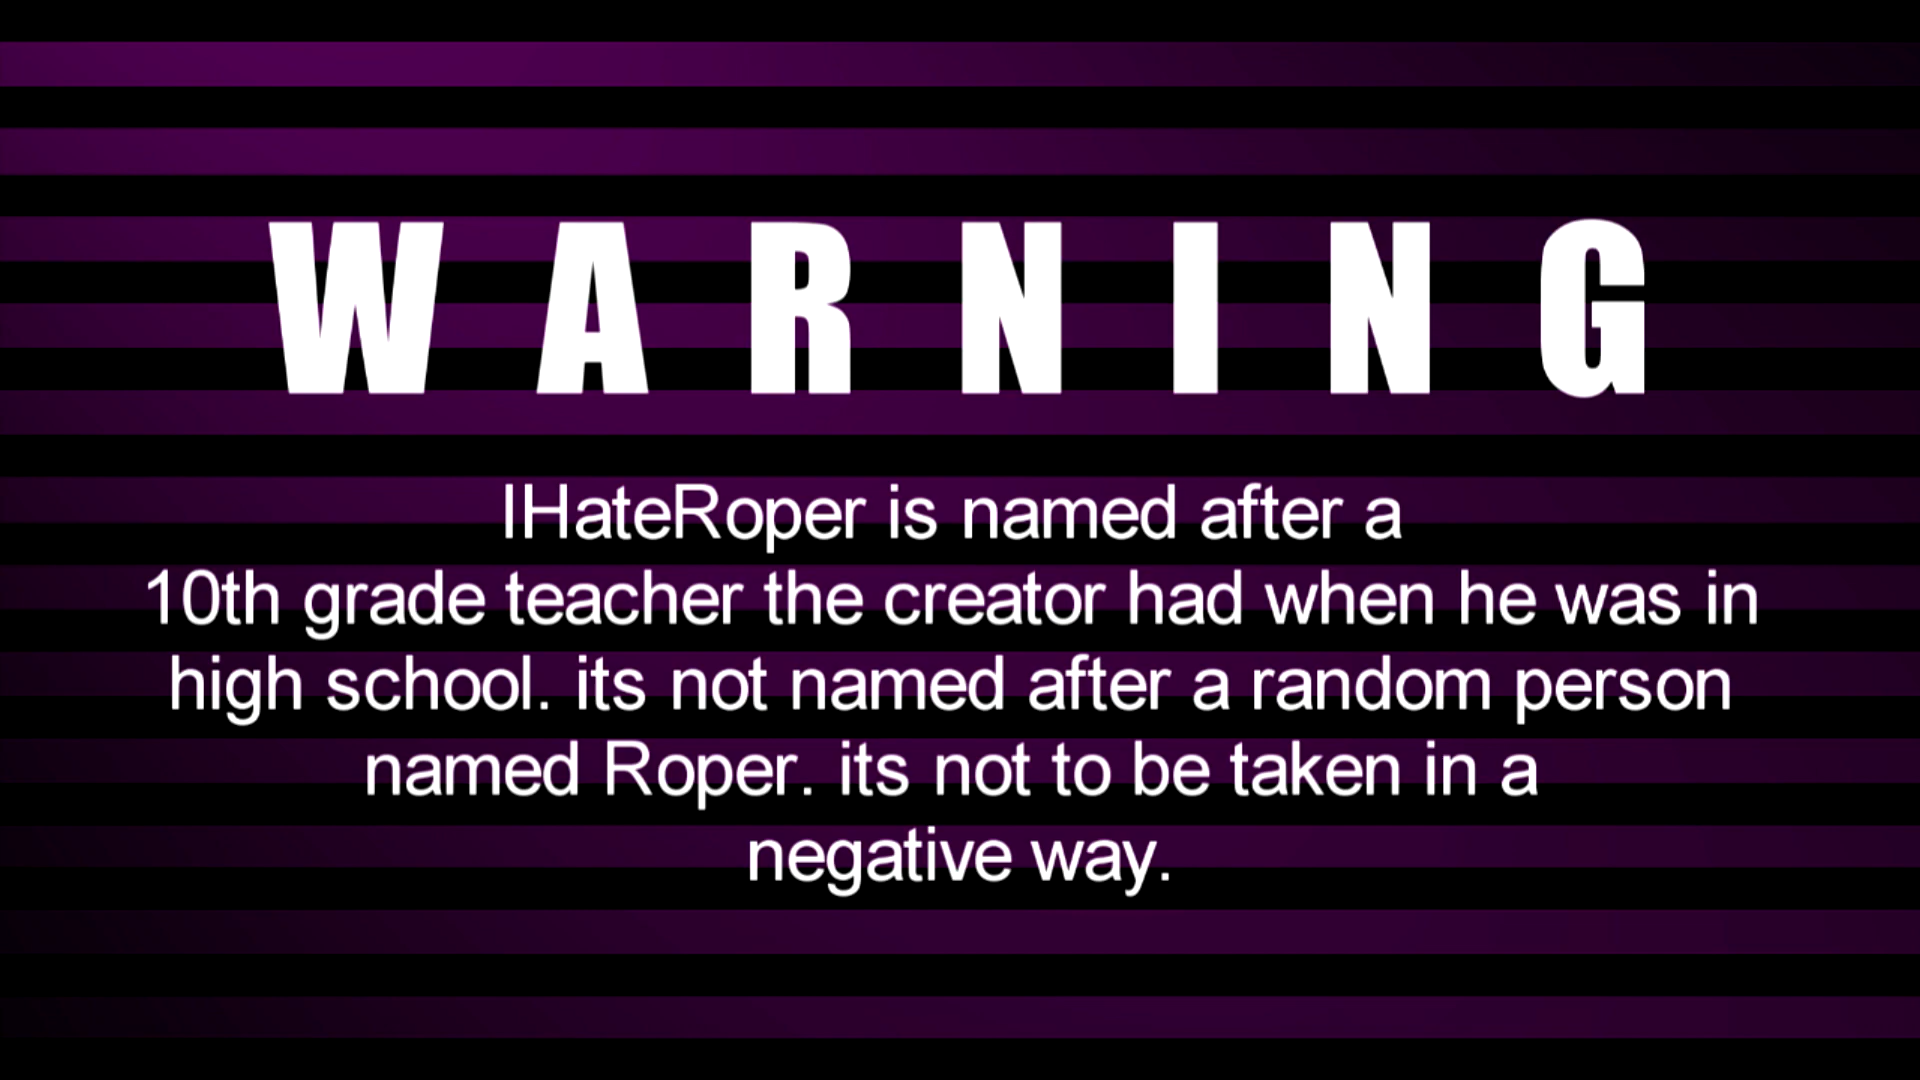 WARNING
IHateRoper is named after a
10th grade teacher the creator had when he was in
high school. its not named after a random person
named Roper. its not to be taken in a
negative way.